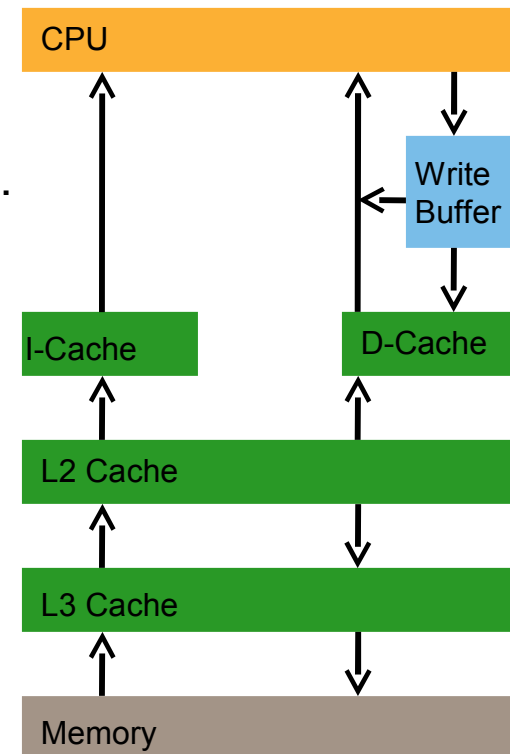 CPU
.
Write
Buffer
I-Cache
D-Cache
L2 Cache
L3 Cache
Memory